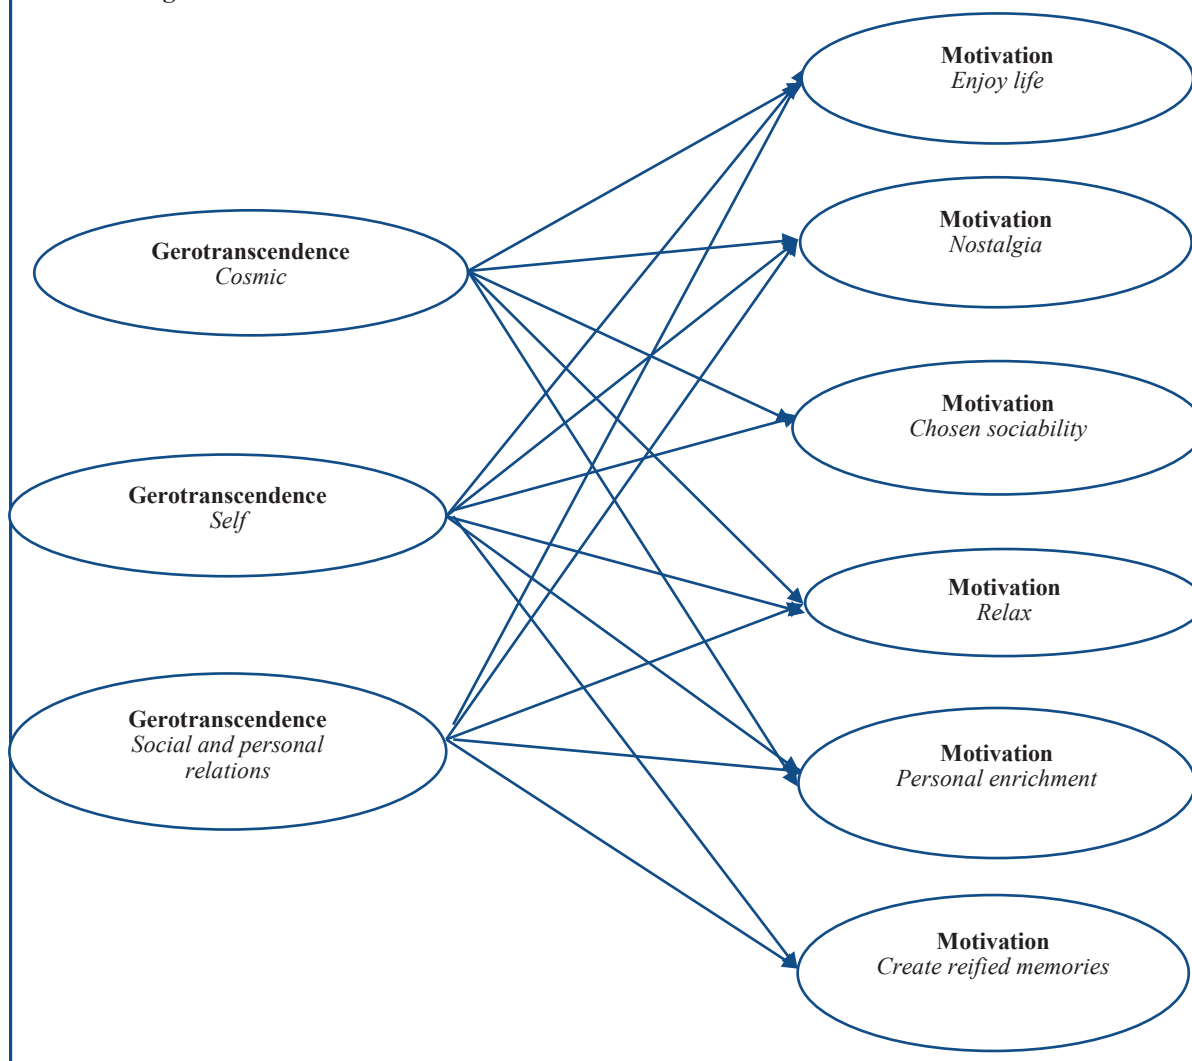 Motivation
Enjoy life
Motivation
Nostalgia
Gerotranscendence
Cosmic
Motivation
Chosen sociability
Gerotranscendence
Self
Motivation
Relax
Gerotranscendence
Social and personal
relations
Motivation
Personal enrichment
Motivation
Create reified memories